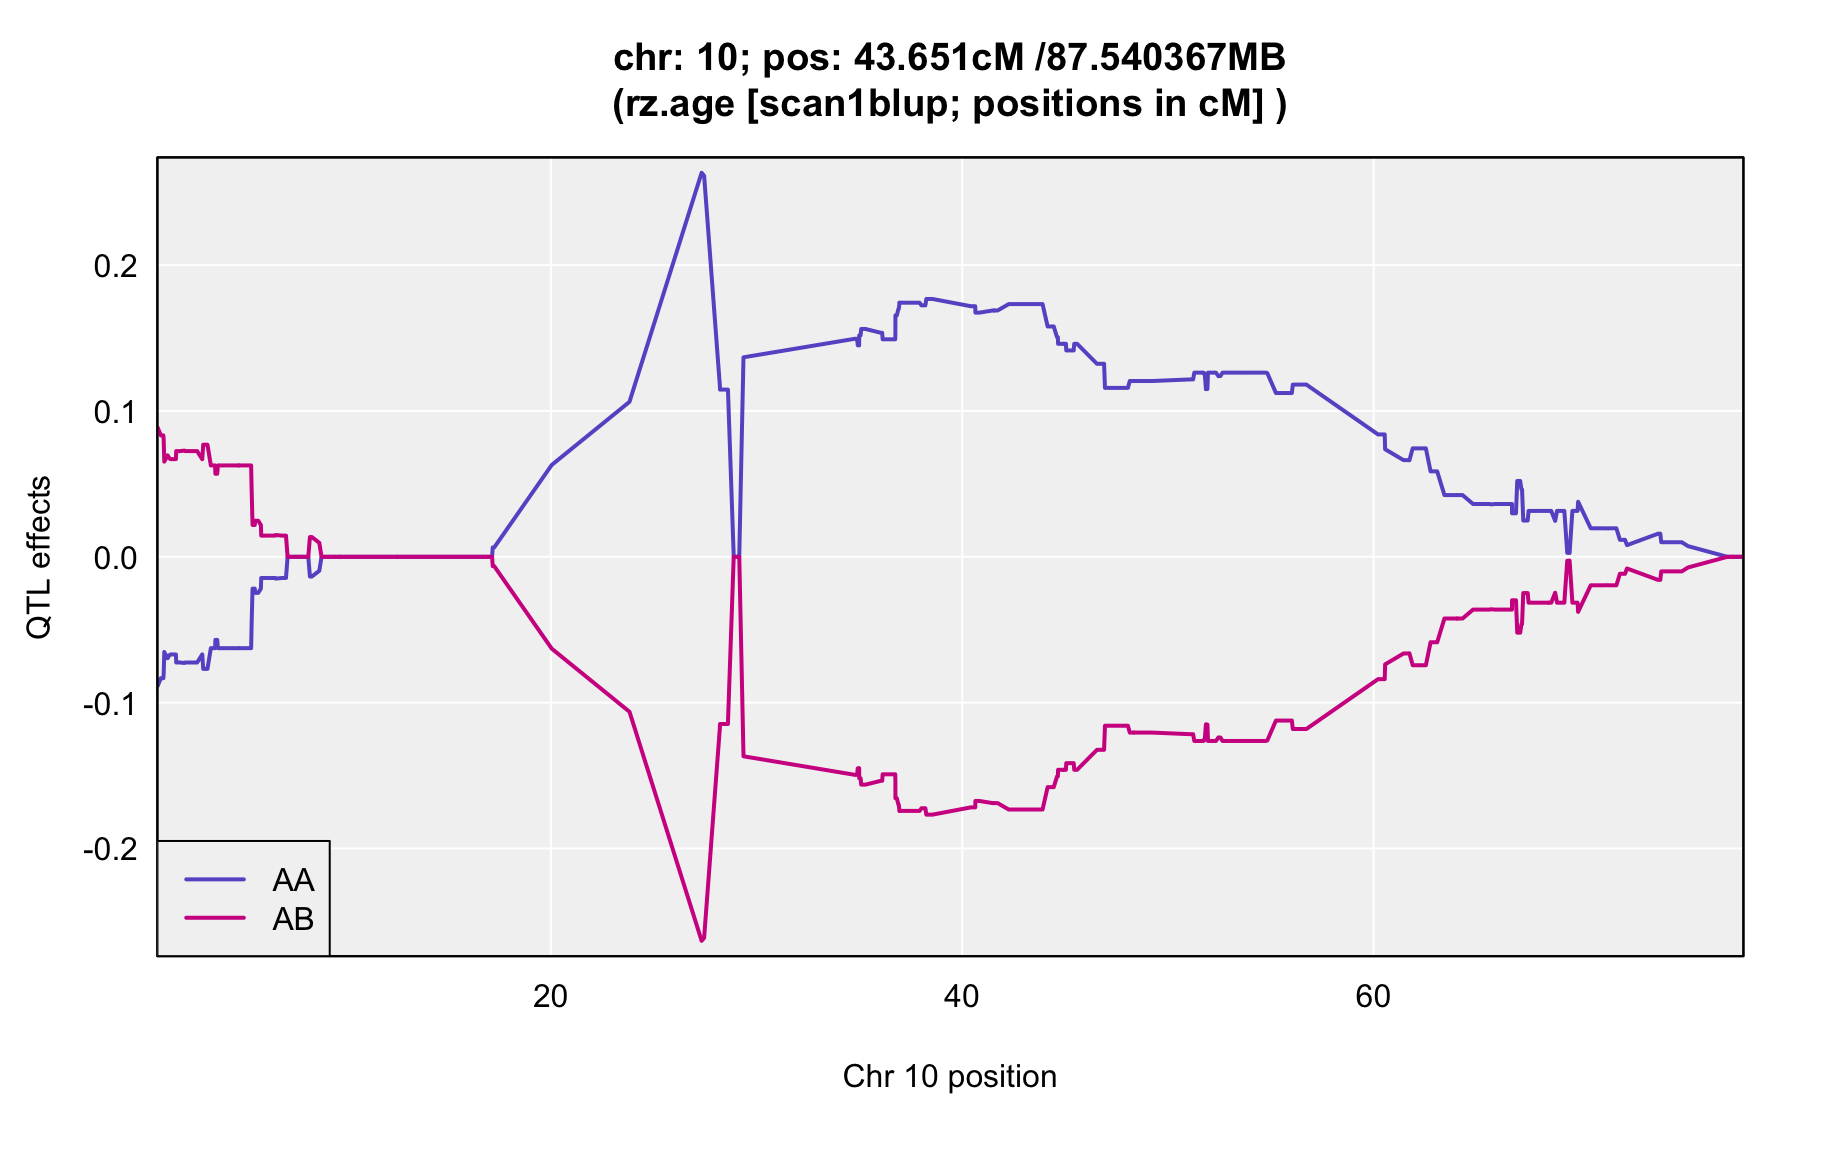 chr: 10; pos: 43.651cM /87.540367MB
(rz.age [scan1blup; positions in cM] )
QTL effects
0.2
0.1
0.0
-0.1
-0.2
AA
AB
20 40 60
Chr 10 position